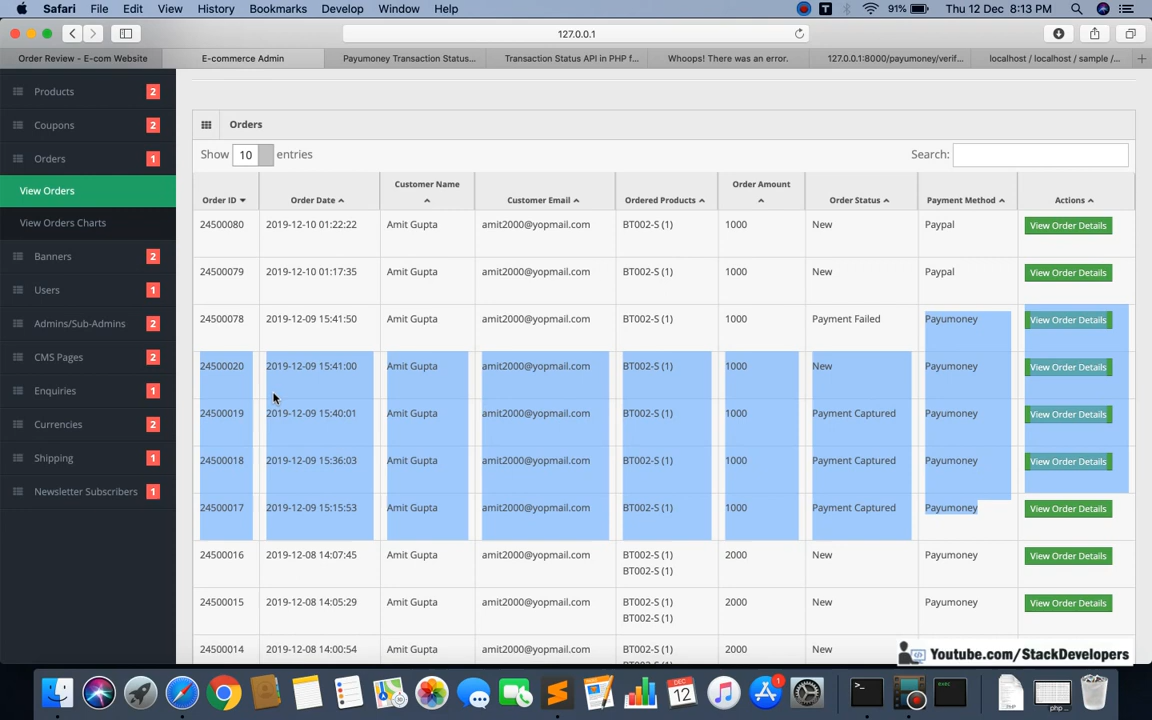 Safari File Edit View History Bookmarks Develop Window Help 91% Thu 12 Dec 8:13 PM
127.0.0.1
Order Review - E-com Website E-commerce Admin Payumoney Transaction Status... Transaction Status API in PHP f... Whoops! There was an error. 127.0.0.1:8000/payumoney/verif... localhost / localhost / sample /...
Products 2
Coupons 2
Orders 1
View Orders
View Orders Charts
Banners 2
Users 1
Admins/Sub-Admins 2
CMS Pages 2
Enquiries 1
Currencies 2
Shipping 1
Newsletter Subscribers 1
Orders
Show 10 entries Search:
Order ID Order Date Customer Name Customer Email Ordered Products Order Amount Order Status Payment Method Actions
24500080 2019-12-10 01:22:22 Amit Gupta amit2000@yopmail.com BT002-S (1) 1000 New Paypal View Order Details
24500079 2019-12-10 01:17:35 Amit Gupta amit2000@yopmail.com BT002-S (1) 1000 New Paypal View Order Details
24500078 2019-12-09 15:41:50 Amit Gupta amit2000@yopmail.com BT002-S (1) 1000 Payment Failed Payumoney View Order Details
24500020 2019-12-09 15:41:00 Amit Gupta amit2000@yopmail.com BT002-S (1) 1000 New Payumoney View Order Details
24500019 2019-12-09 15:40:01 Amit Gupta amit2000@yopmail.com BT002-S (1) 1000 Payment Captured Payumoney View Order Details
24500018 2019-12-09 15:36:03 Amit Gupta amit2000@yopmail.com BT002-S (1) 1000 Payment Captured Payumoney View Order Details
24500017 2019-12-09 15:15:53 Amit Gupta amit2000@yopmail.com BT002-S (1) 1000 Payment Captured Payumoney View Order Details
24500016 2019-12-08 14:07:45 Amit Gupta amit2000@yopmail.com BT002-S (1) 2000 New Payumoney View Order Details
BT002-S (1)
24500015 2019-12-08 14:05:29 Amit Gupta amit2000@yopmail.com BT002-S (1) 2000 New Payumoney View Order Details
BT002-S (1)
24500014 2019-12-08 14:00:54 Amit Gupta amit2000@yopmail.com BT002-S (1) 2000 New
Youtube.com/StackDevelopers
DEC
12
1